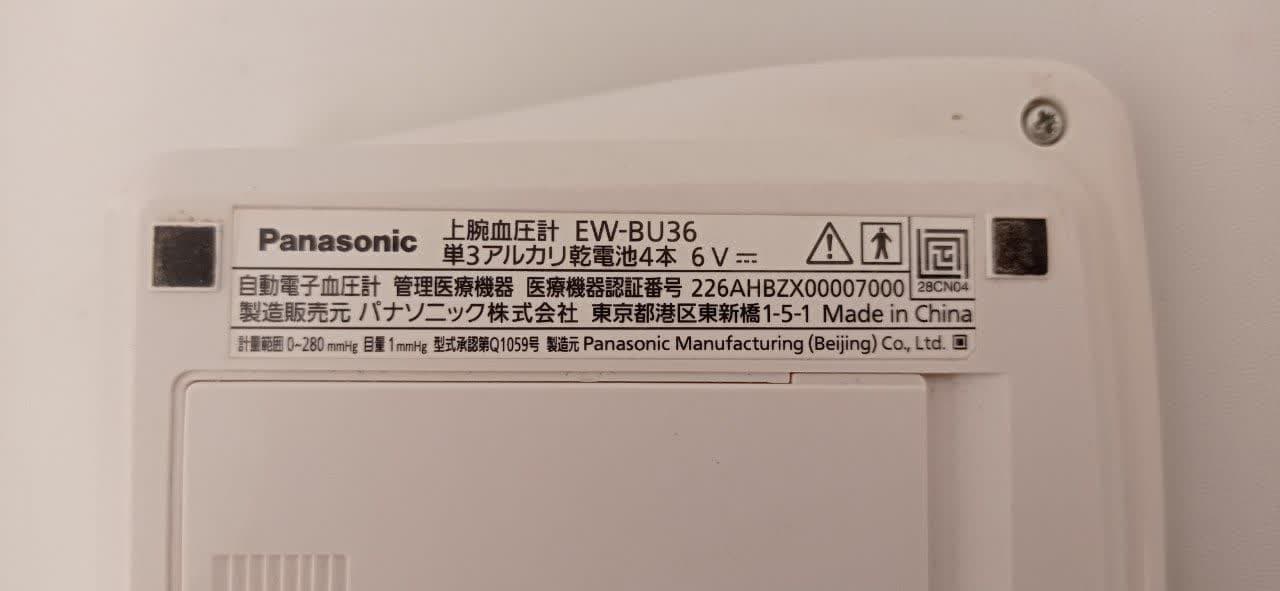 Panasonic 上腕血圧計 EW-BU36
単3アルカリ乾電池4本 6V
自動電子血圧計 管理医療機器 医療機器認証番号 226AHBZX00007000
28CN04
製造販売元 パナソニック株式会社 東京都港区東新橋1-5-1 Made in China
計量範囲 0~280 mmHg 目量 1mmHg 型式承認第Q1059号 製造元 Panasonic Manufacturing (Beijing) Co., Ltd.